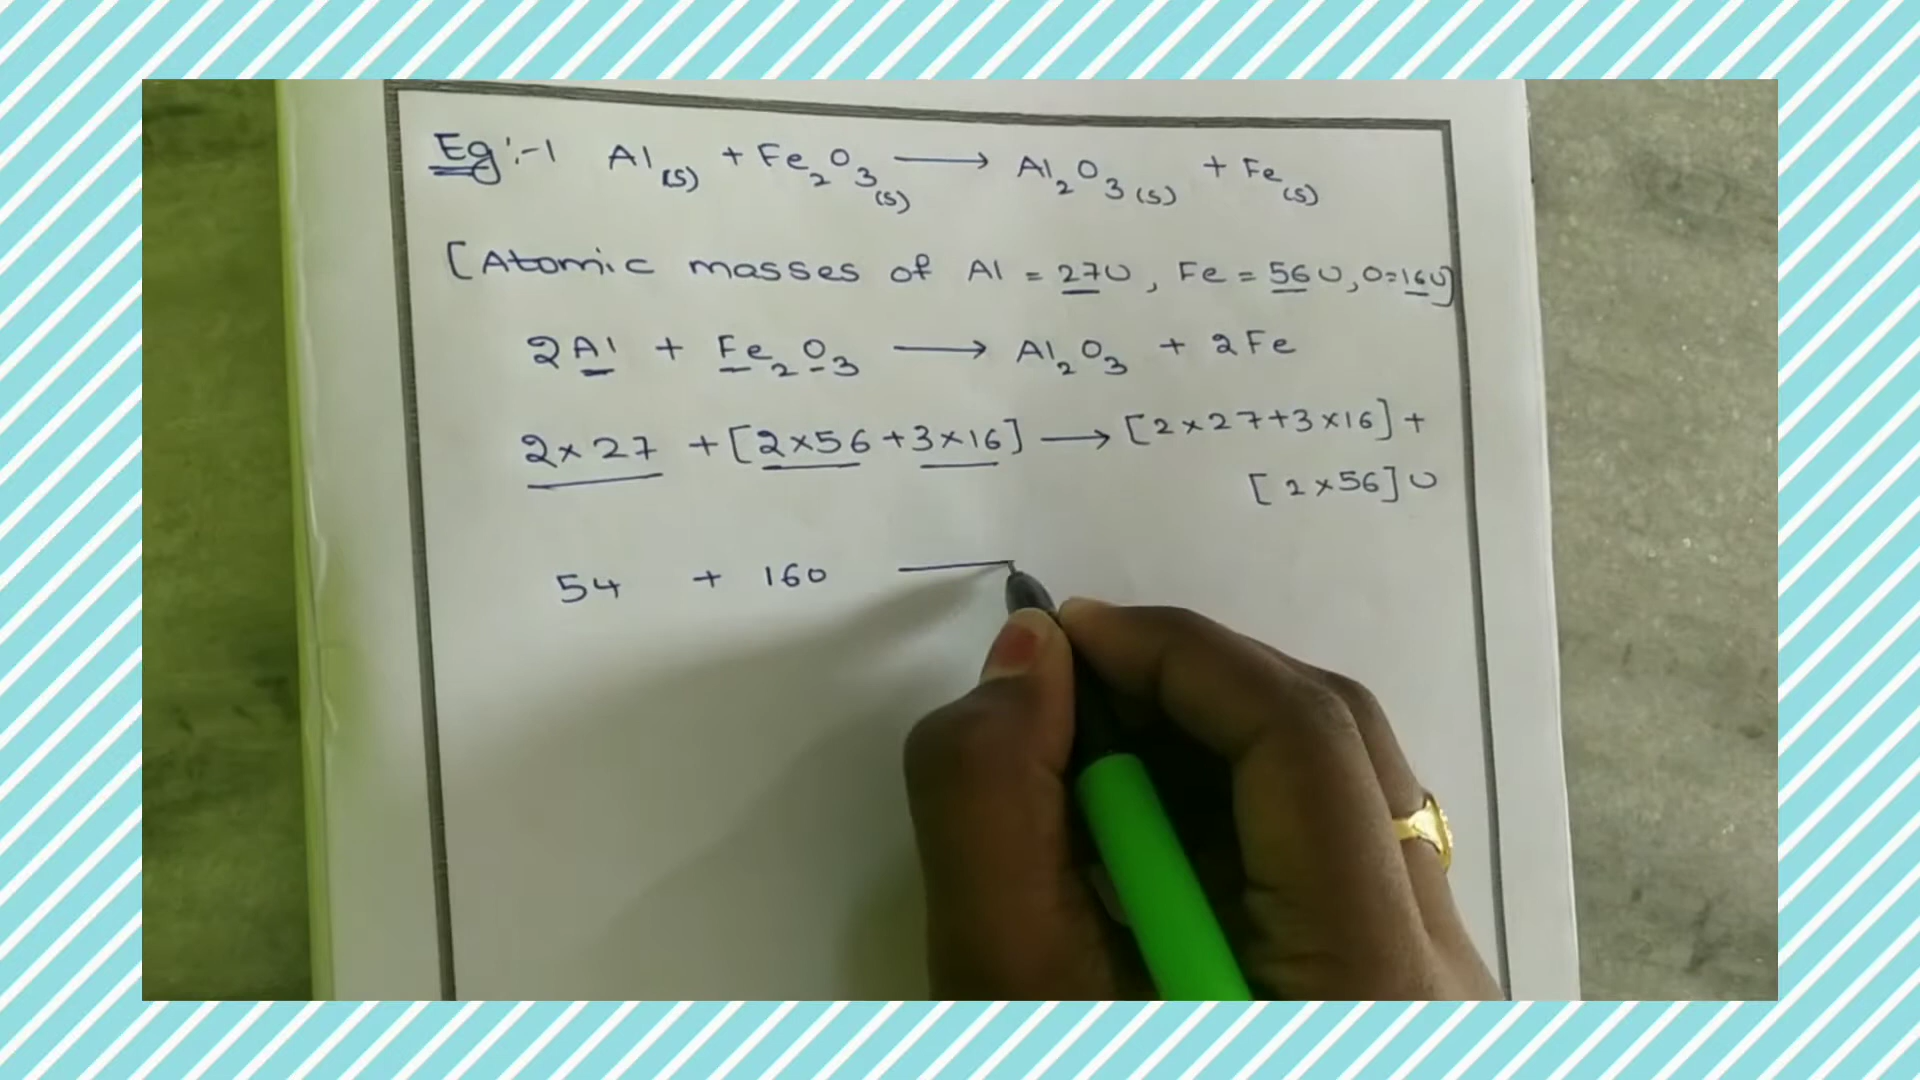 Eg:-1 Al(s) + Fe2O3(s) ⟶ Al2O3(s) + Fe(s)
[Atomic masses of Al = 27U, Fe = 56U, O=16U]
2Al + Fe2O3 ⟶ Al2O3 + 2Fe
2×27 + [2×56+3×16] ⟶ [2×27+3×16] +
[2×56]U
54 + 160 —